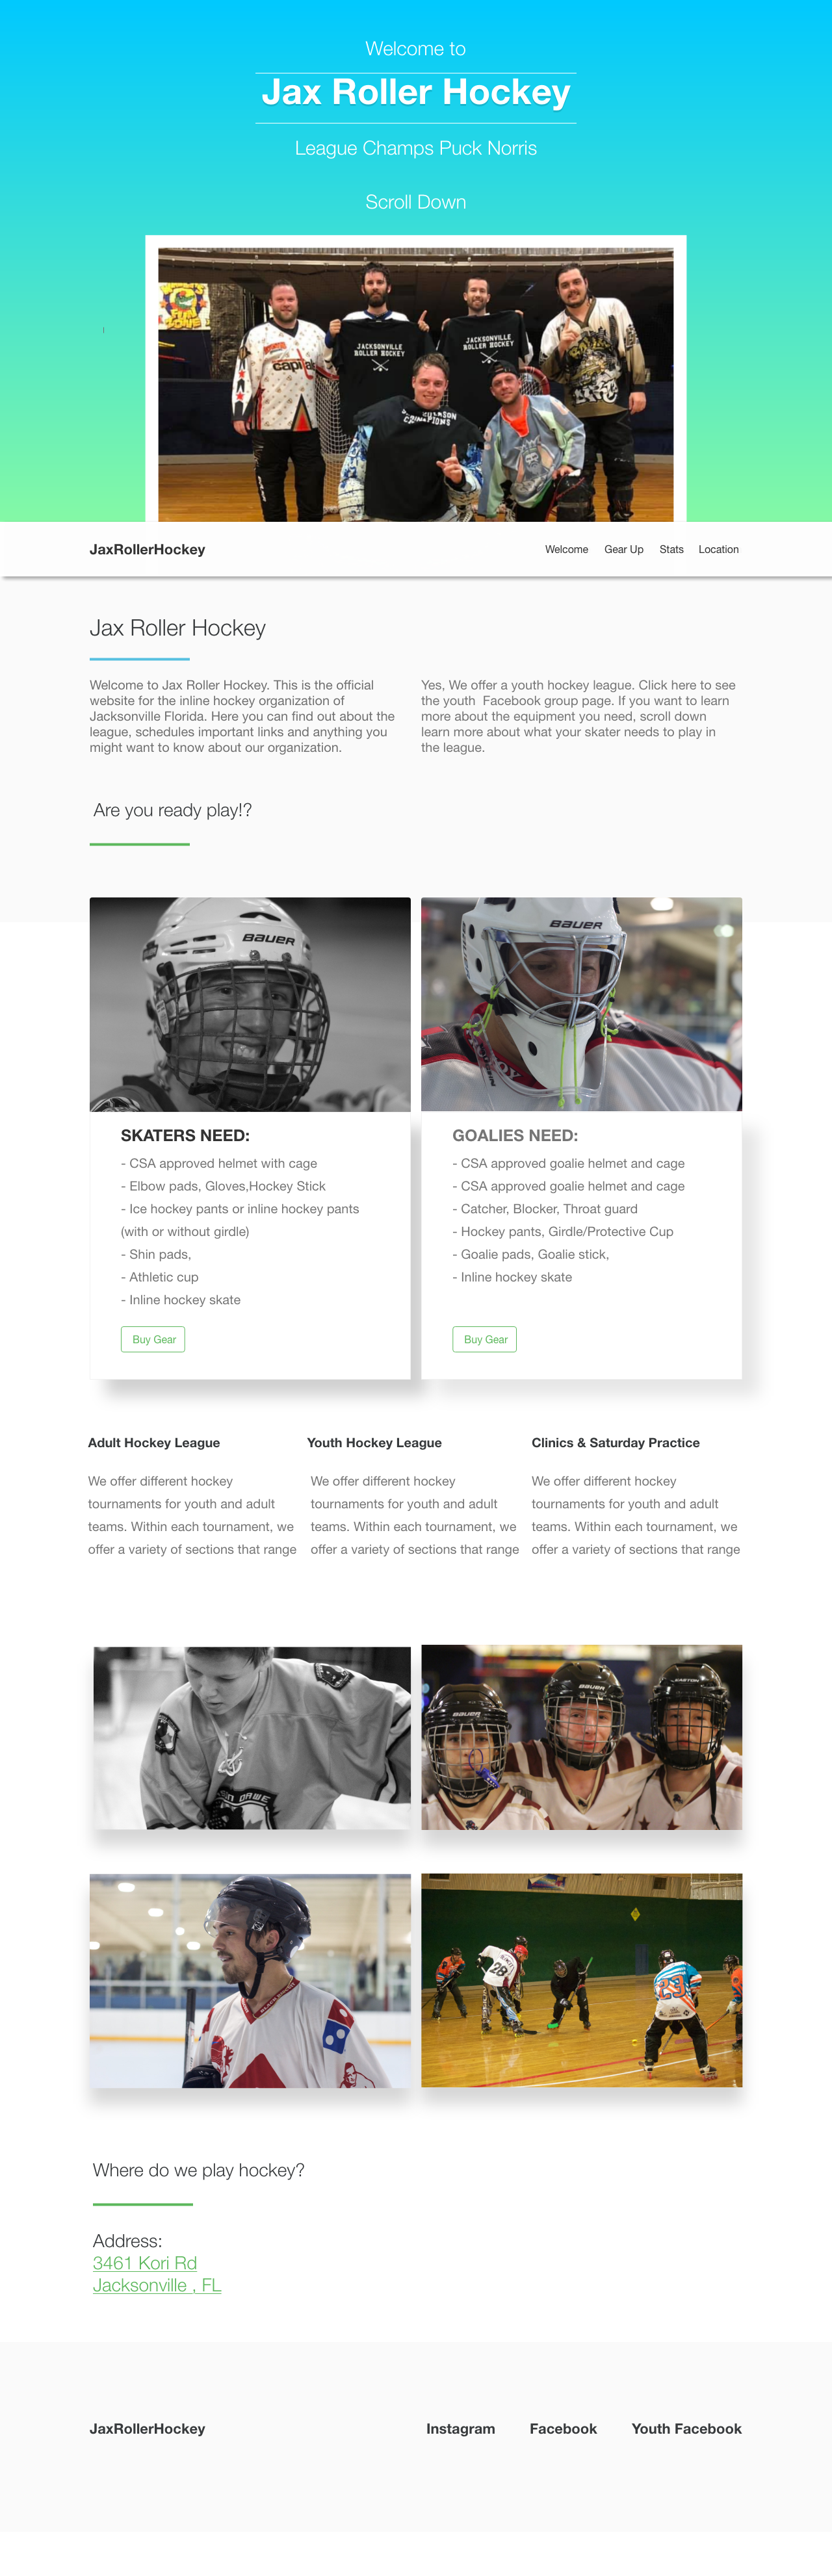 Welcome to
Jax Roller Hockey
League Champs Puck Norris
Scroll Down
capitals
JACKSONVILLE
ROLLER HOCKEY
JACKSONVILLE
ROLLER HOCKEY
JaxRollerHockey
Welcome Gear Up Stats Location
Jax Roller Hockey
Welcome to Jax Roller Hockey. This is the official
website for the inline hockey organization of
Jacksonville Florida. Here you can find out about the
league, schedules important links and anything you
might want to know about our organization.
Yes, We offer a youth hockey league. Click here to see
the youth  Facebook group page. If you want to learn
more about the equipment you need, scroll down
learn more about what your skater needs to play in
the league.
Are you ready play!?
BAUER
BAUER
SKATERS NEED:
- CSA approved helmet with cage
- Elbow pads, Gloves,Hockey Stick
- Ice hockey pants or inline hockey pants
(with or without girdle)
- Shin pads,
- Athletic cup
- Inline hockey skate
Buy Gear
GOALIES NEED:
- CSA approved goalie helmet and cage
- CSA approved goalie helmet and cage
- Catcher, Blocker, Throat guard
- Hockey pants, Girdle/Protective Cup
- Goalie pads, Goalie stick,
- Inline hockey skate
Buy Gear
Adult Hockey League
We offer different hockey
tournaments for youth and adult
teams. Within each tournament, we
offer a variety of sections that range
Youth Hockey League
We offer different hockey
tournaments for youth and adult
teams. Within each tournament, we
offer a variety of sections that range
Clinics & Saturday Practice
We offer different hockey
tournaments for youth and adult
teams. Within each tournament, we
offer a variety of sections that range
BAUER
BAUER
EASTON
28
23
Where do we play hockey?
Address:
3461 Kori Rd
Jacksonville , FL
JaxRollerHockey
Instagram Facebook Youth Facebook